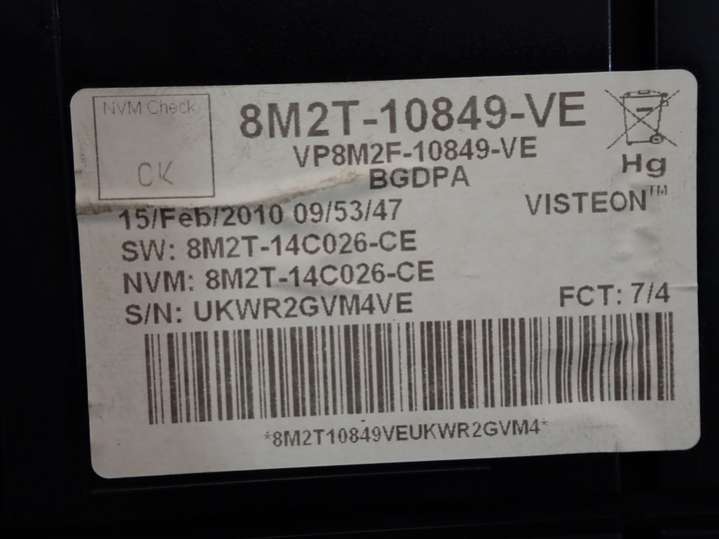 NVM Check
OK
8M2T-10849-VE
VP8M2F-10849-VE
BGDPA
Hg
15/Feb/2010 09/53/47
VISTEON™
SW: 8M2T-14C026-CE
NVM: 8M2T-14C026-CE
S/N: UKWR2GVM4VE
FCT: 7/4
*8M2T10849VEUKWR2GVM4*